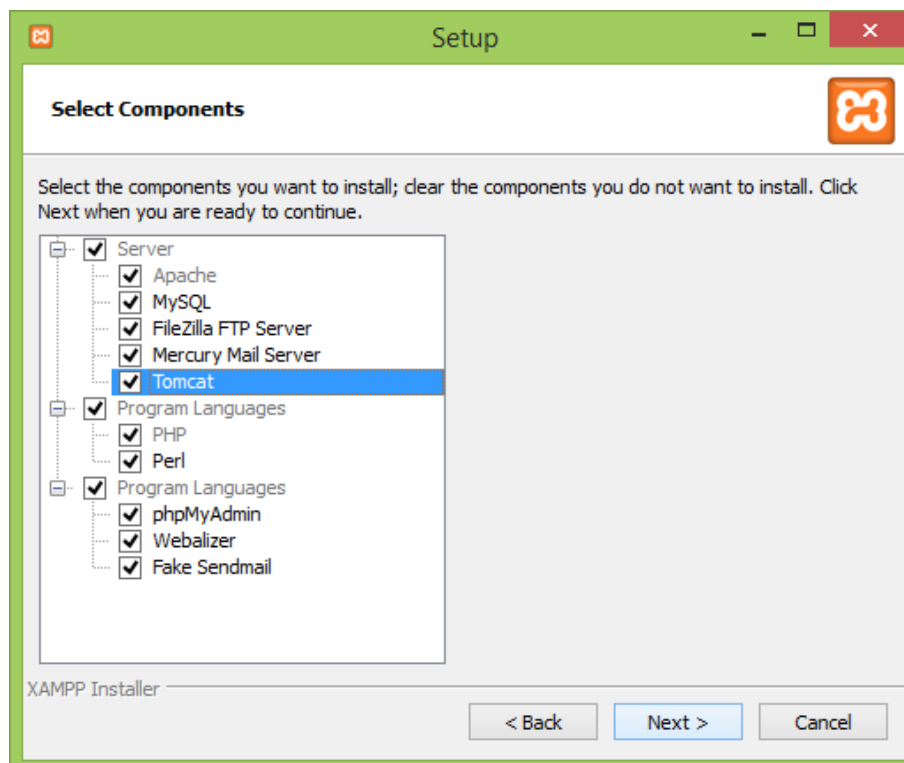 Setup
Select Components
Select the components you want to install; clear the components you do not want to install. Click
Next when you are ready to continue.
Server
Apache
MySQL
FileZilla FTP Server
Mercury Mail Server
Tomcat
Program Languages
PHP
Perl
Program Languages
phpMyAdmin
Webalizer
Fake Sendmail
XAMPP Installer
< Back
Next >
Cancel